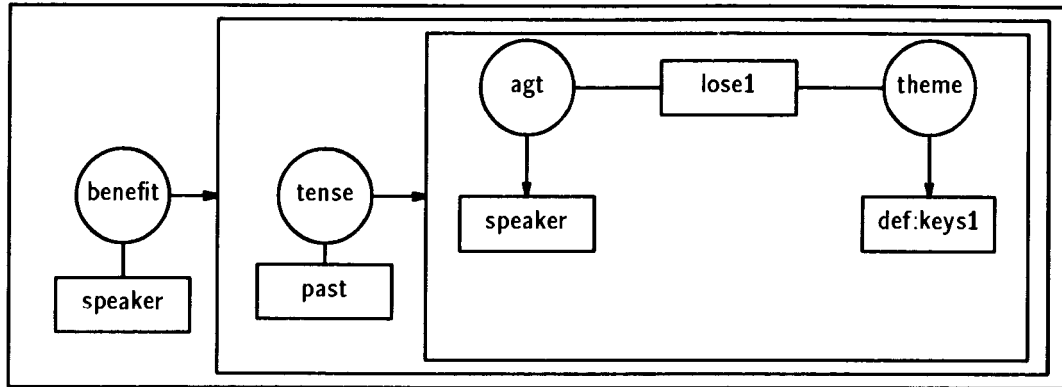 agt
lose1
theme
benefit
tense
speaker
def:keys1
speaker
past